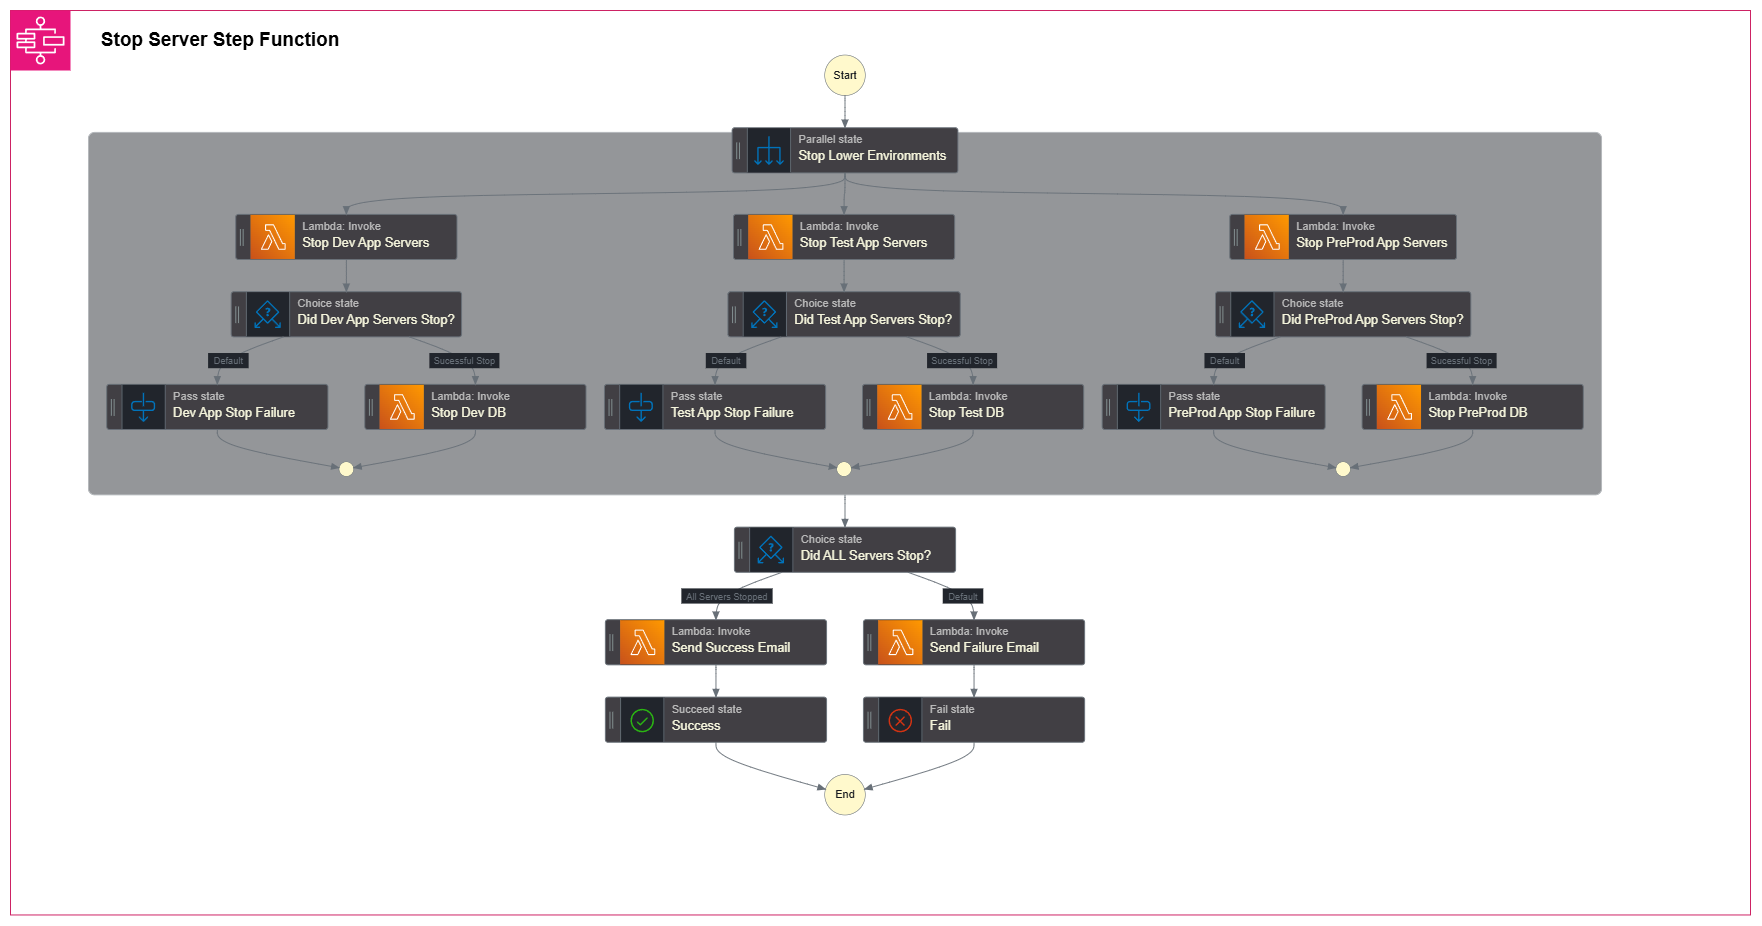 Stop Server Step Function
Start
Parallel state
Stop Lower Environments
Lambda: Invoke
Stop Dev App Servers
Lambda: Invoke
Stop Test App Servers
Lambda: Invoke
Stop PreProd App Servers
Choice state
Did Dev App Servers Stop?
Choice state
Did Test App Servers Stop?
Choice state
Did PreProd App Servers Stop?
Default
Sucessful Stop
Default
Sucessful Stop
Default
Sucessful Stop
Pass state
Dev App Stop Failure
Lambda: Invoke
Stop Dev DB
Pass state
Test App Stop Failure
Lambda: Invoke
Stop Test DB
Pass state
PreProd App Stop Failure
Lambda: Invoke
Stop PreProd DB
Choice state
Did ALL Servers Stop?
All Servers Stopped
Default
Lambda: Invoke
Send Success Email
Lambda: Invoke
Send Failure Email
Succeed state
Success
Fail state
Fail
End